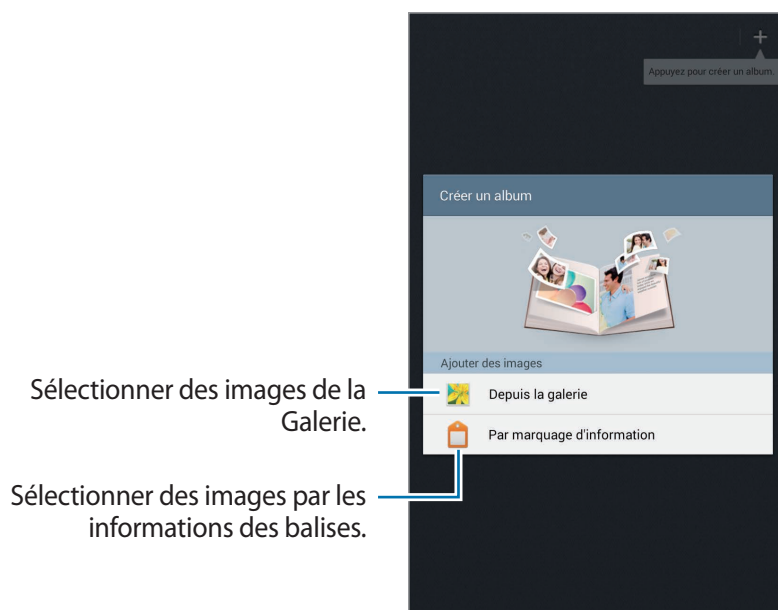 +
Appuyez pour créer un album.
Créer un album
Ajouter des images
Depuis la galerie
Par marquage d'information
Sélectionner des images de la
Galerie.
Sélectionner des images par les
informations des balises.